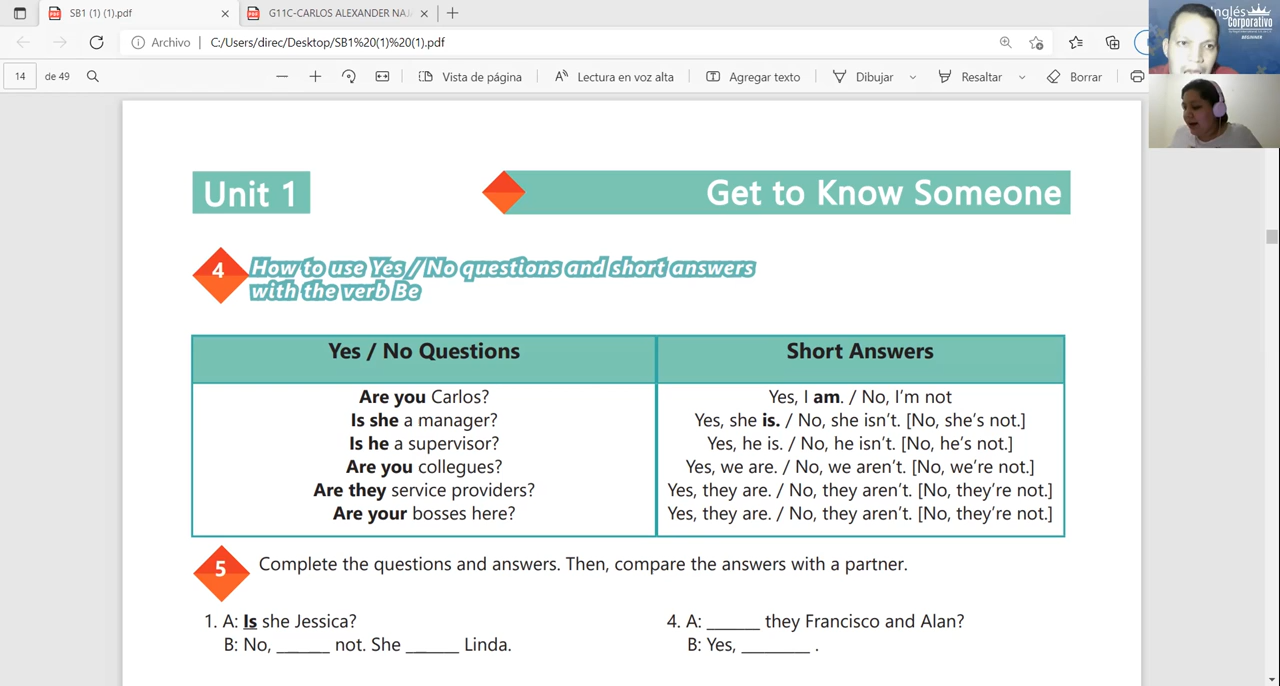 SB1 (1) (1).pdf
G11C-CARLOS ALEXANDER NAJ
Archivo
C:/Users/direc/Desktop/SB1%20(1)%20(1).pdf
14
de 49
Vista de página
Lectura en voz alta
Agregar texto
Dibujar
Resaltar
Borrar
Inglés
Corporativo
BEGINNER
Unit 1
Get to Know Someone
4
How to use Yes / No questions and short answers
with the verb Be
Yes / No Questions
Short Answers
Are you Carlos?
Yes, I am. / No, I'm not
Is she a manager?
Yes, she is. / No, she isn't. [No, she's not.]
Is he a supervisor?
Yes, he is. / No, he isn't. [No, he's not.]
Are you collegues?
Yes, we are. / No, we aren't. [No, we're not.]
Are they service providers?
Yes, they are. / No, they aren't. [No, they're not.]
Are your bosses here?
Yes, they are. / No, they aren't. [No, they're not.]
5
Complete the questions and answers. Then, compare the answers with a partner.
1. A: Is she Jessica?
B: No, ______ not. She ______ Linda.
4. A: ______ they Francisco and Alan?
B: Yes, ________ .